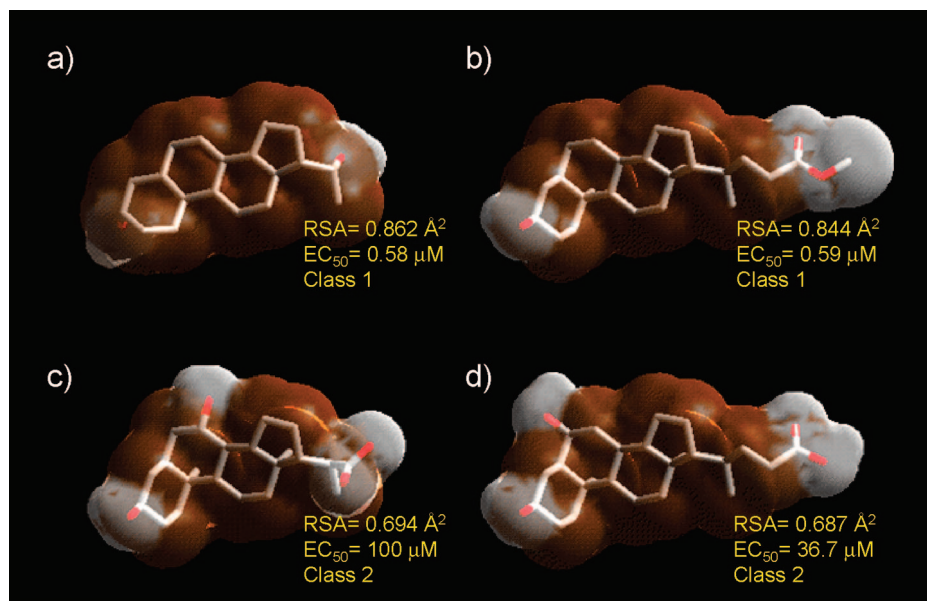 a)
RSA= 0.862 Å²
EC₅₀= 0.58 μM
Class 1
b)
RSA= 0.844 Å²
EC₅₀= 0.59 μM
Class 1
c)
RSA= 0.694 Å²
EC₅₀= 100 μM
Class 2
d)
RSA= 0.687 Å²
EC₅₀= 36.7 μM
Class 2